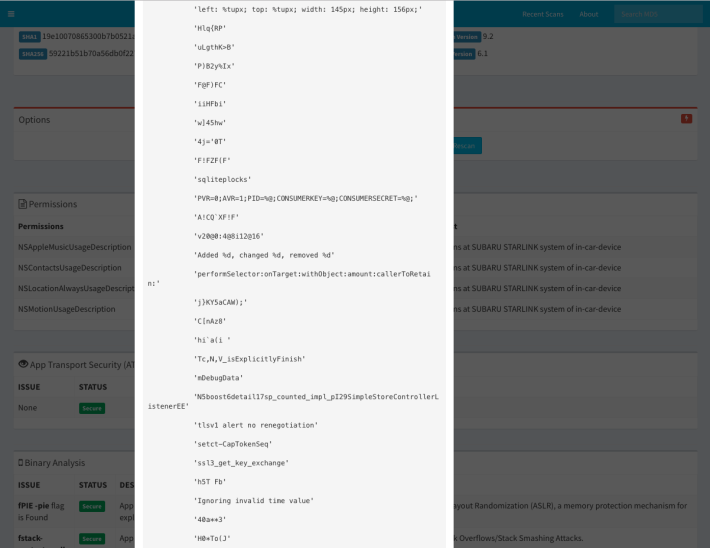 Recent Scans About Search MD5
'left: %tupx; top: %tupx; width: 145px; height: 156px;'
'Hlq{RP'
'uLgthK>B'
'P)B2y%Ix'
'F@F)FC'
'iiHFbi'
'w]45hw'
'4j='0T'
'F!FZF(F'
'sqliteplocks'
'PVR=0;AVR=1;PID=%@;CONSUMERKEY=%@;CONSUMERSECRET=%@;'
'A!CQ`XF!F'
'v20@0:4@8i12@16'
'Added %d, changed %d, removed %d'
'performSelector:onTarget:withObject:amount:callerToRetai
n:'
'j}KY5aCAW);'
'C[nAz8'
'hi`a(i '
'Tc,N,V_isExplicitlyFinish'
'mDebugData'
'N5boost6detail17sp_counted_impl_pI29SimpleStoreControllerL
istenerEE'
'tlsv1 alert no renegotiation'
'setct-CapTokenSeq'
'ssl3_get_key_exchange'
'h5T Fb'
'Ignoring invalid time value'
'40a**3'
'H0*To(J'
SHA1 19e10070865300b7b0521a
SHA256 59221b51b70a56db0f22
Version 9.2
ersion 6.1
Options
?
Rescan
Permissions
Permissions
t
NSAppleMusicUsageDescription
ns at SUBARU STARLINK system of in-car-device
NSContactsUsageDescription
ns at SUBARU STARLINK system of in-car-device
NSLocationAlwaysUsageDescript
ns at SUBARU STARLINK system of in-car-device
NSMotionUsageDescription
ns at SUBARU STARLINK system of in-car-device
App Transport Security (AT
ISSUE STATUS
None Secure
Binary Analysis
ISSUE STATUS DES
fPIE -pie flag Secure App
ayout Randomization (ASLR), a memory protection mechanism for
is Found expl
fstack- Secure App
k Overflows/Stack Smashing Attacks.